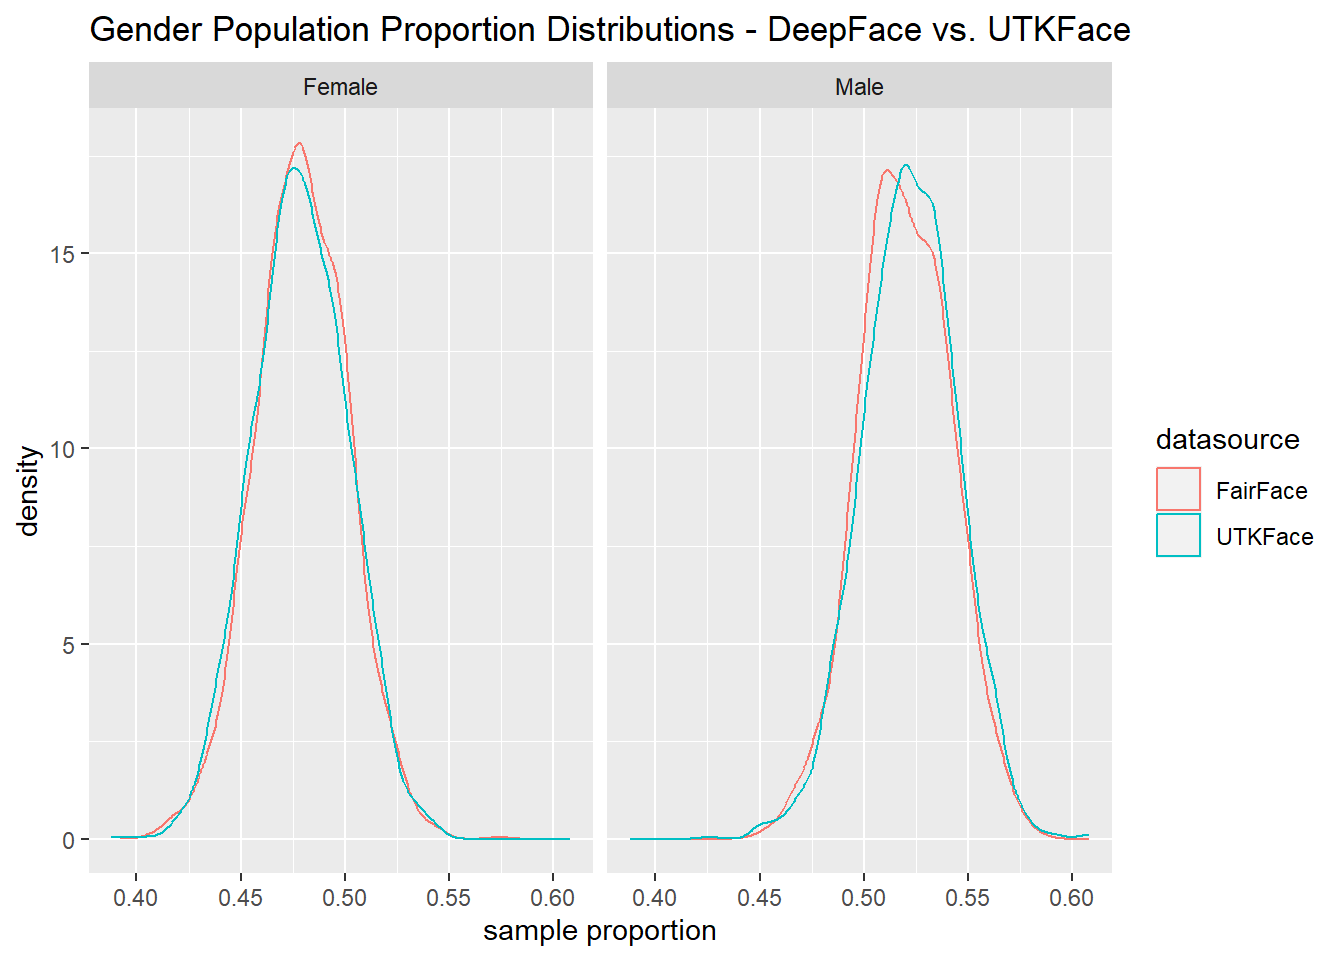 Gender Population Proportion Distributions - DeepFace vs. UTKFace
Female
Male
density
15
10
5
0
0.40 0.45 0.50 0.55 0.60
0.40 0.45 0.50 0.55 0.60
sample proportion
datasource
FairFace
UTKFace